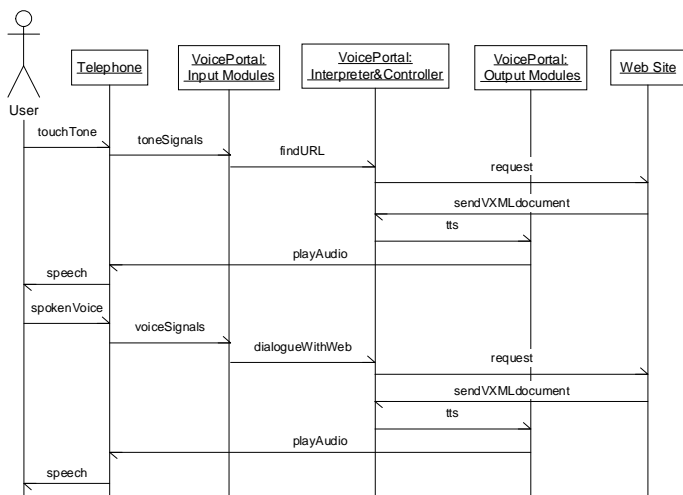 VoicePortal:
Input Modules
VoicePortal:
Interpreter&Controller
VoicePortal:
Output Modules
Telephone
Web Site
User
touchTone
toneSignals
findURL
request
sendVXMLdocument
tts
playAudio
speech
spokenVoice
voiceSignals
dialogueWithWeb
request
sendVXMLdocument
tts
playAudio
speech